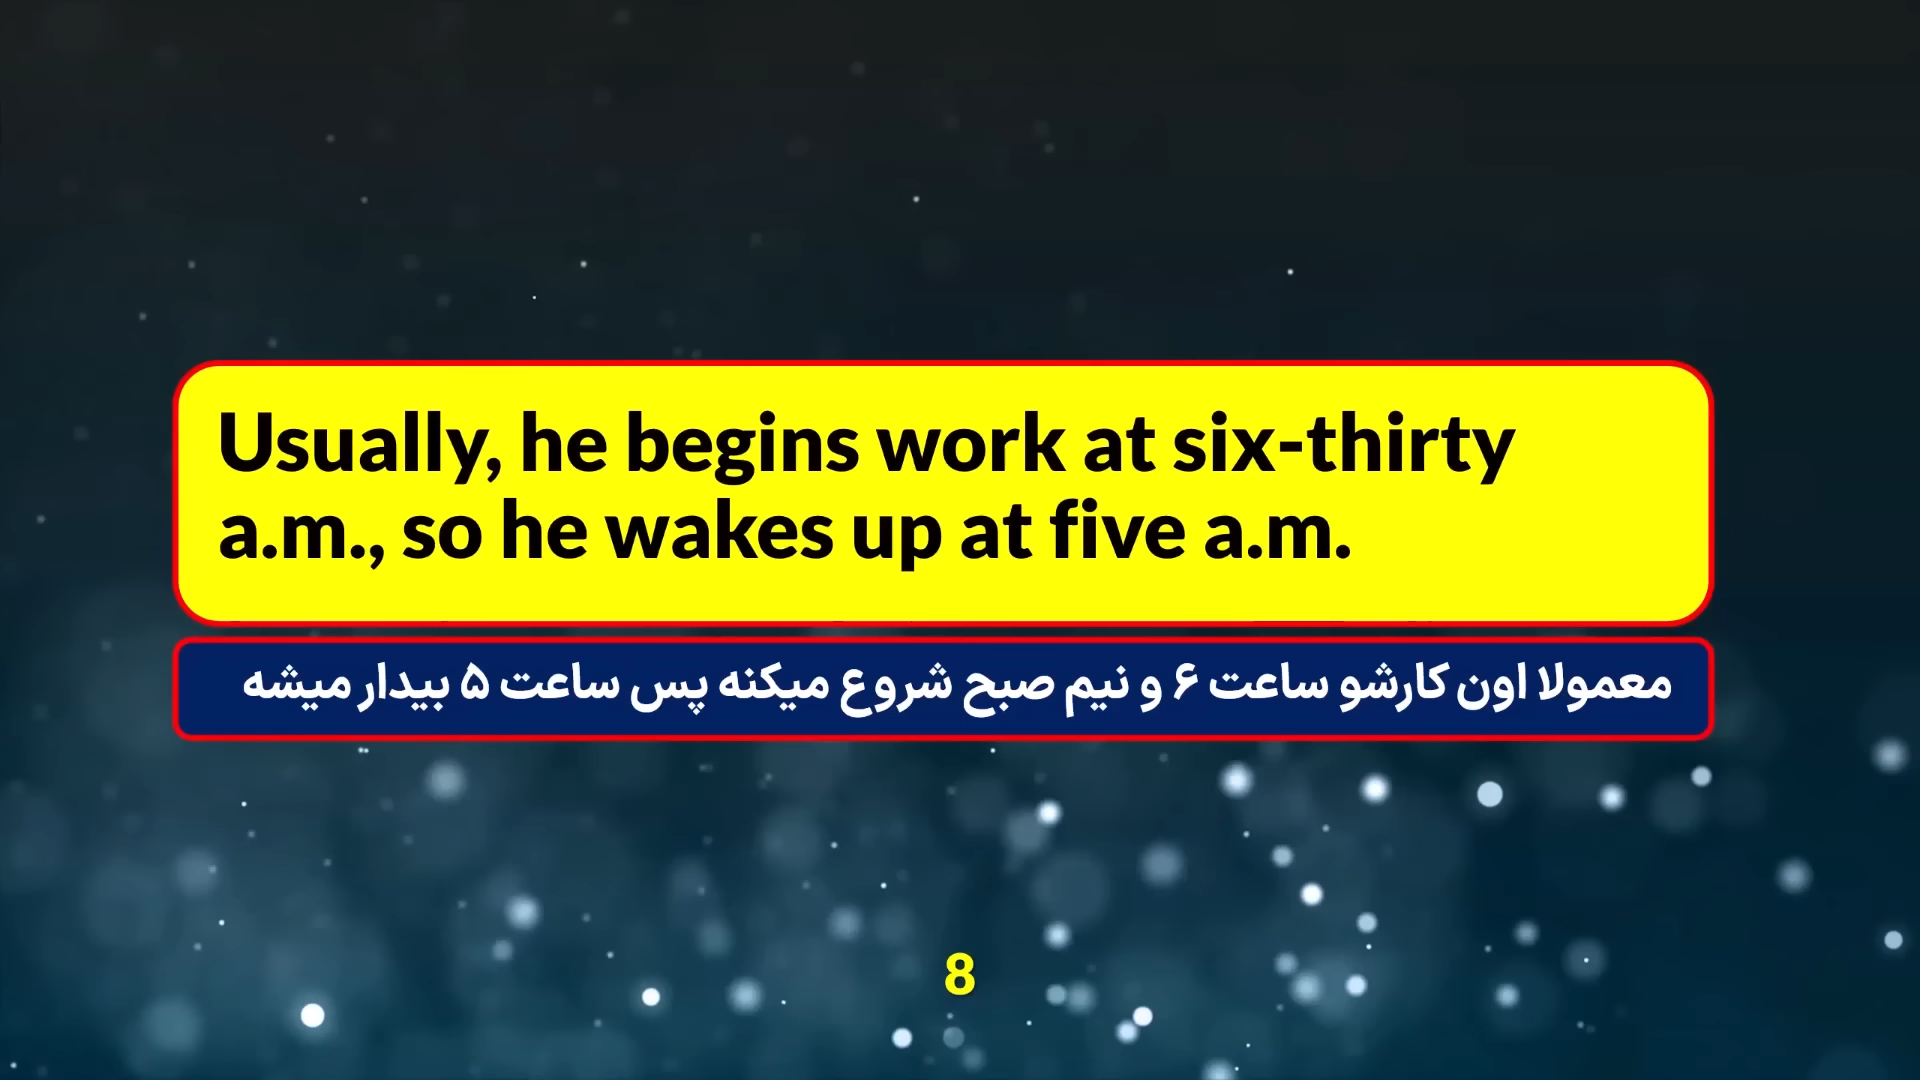 Usually, he begins work at six-thirty
a.m., so he wakes up at five a.m.
معمولا اون کارشو ساعت ۶ و نیم صبح شروع میکنه پس ساعت ۵ بیدار میشه
8